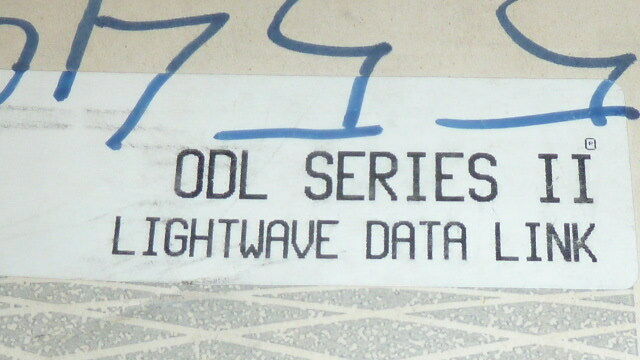 ODL SERIES II
LIGHTWAVE DATA LINK